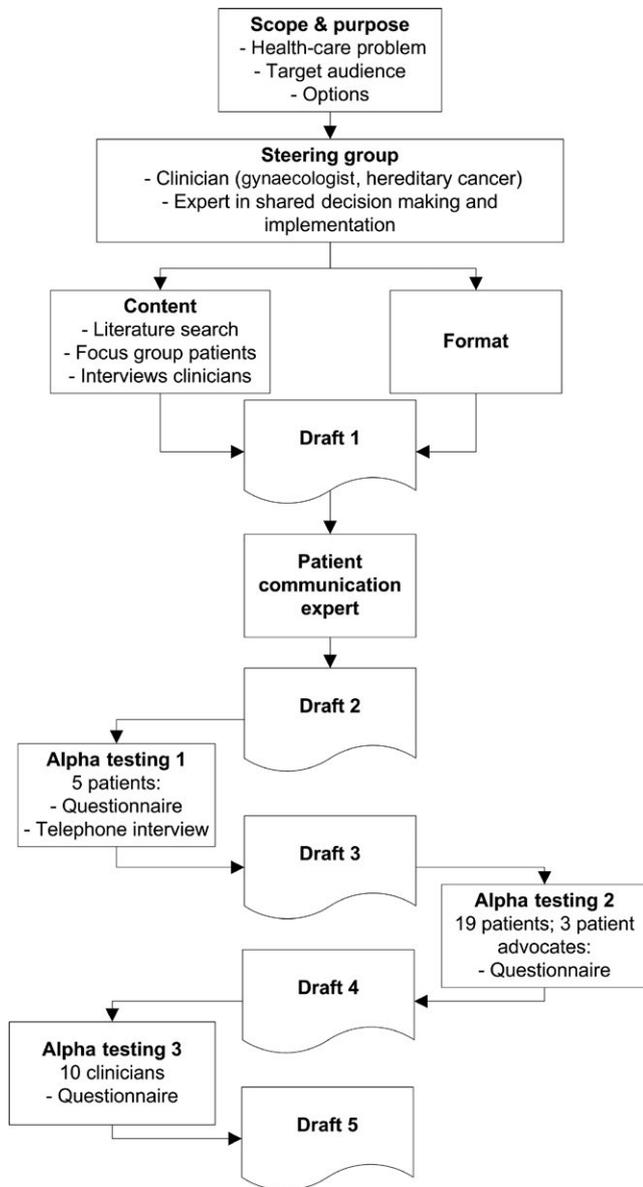 Scope & purpose
- Health-care problem
- Target audience
- Options
Steering group
- Clinician (gynaecologist, hereditary cancer)
- Expert in shared decision making and
implementation
Content
- Literature search
- Focus group patients
- Interviews clinicians
Format
Draft 1
Patient
communication
expert
Draft 2
Alpha testing 1
5 patients:
- Questionnaire
- Telephone interview
Draft 3
Alpha testing 2
19 patients; 3 patient
advocates:
- Questionnaire
Draft 4
Alpha testing 3
10 clinicians
- Questionnaire
Draft 5